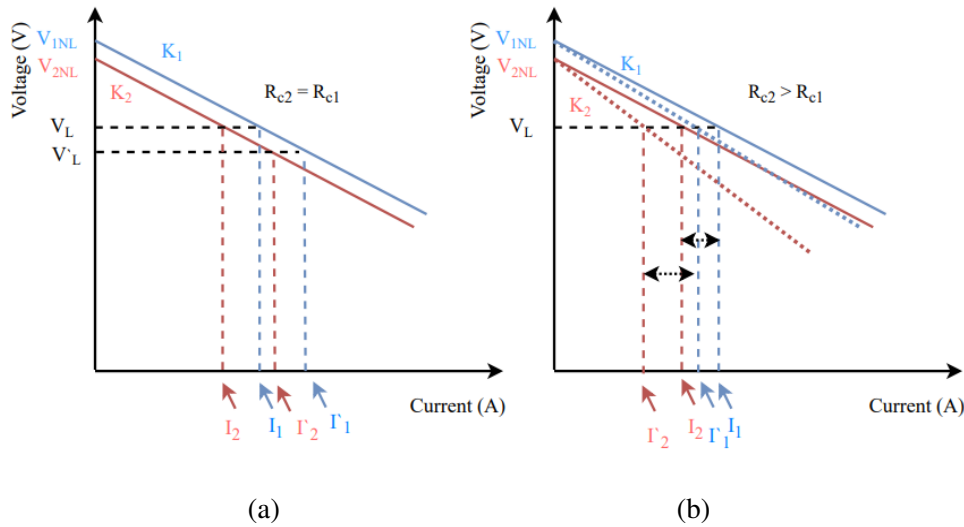 Voltage (V)
V1NL
V2NL
K1
K2
Rc2 = Rc1
VL
V`L
I2
I1
I`2
I`1
Current (A)
(a)
Voltage (V)
V1NL
V2NL
K1
K2
Rc2 > Rc1
VL
I`2
I2
I`1
I1
Current (A)
(b)